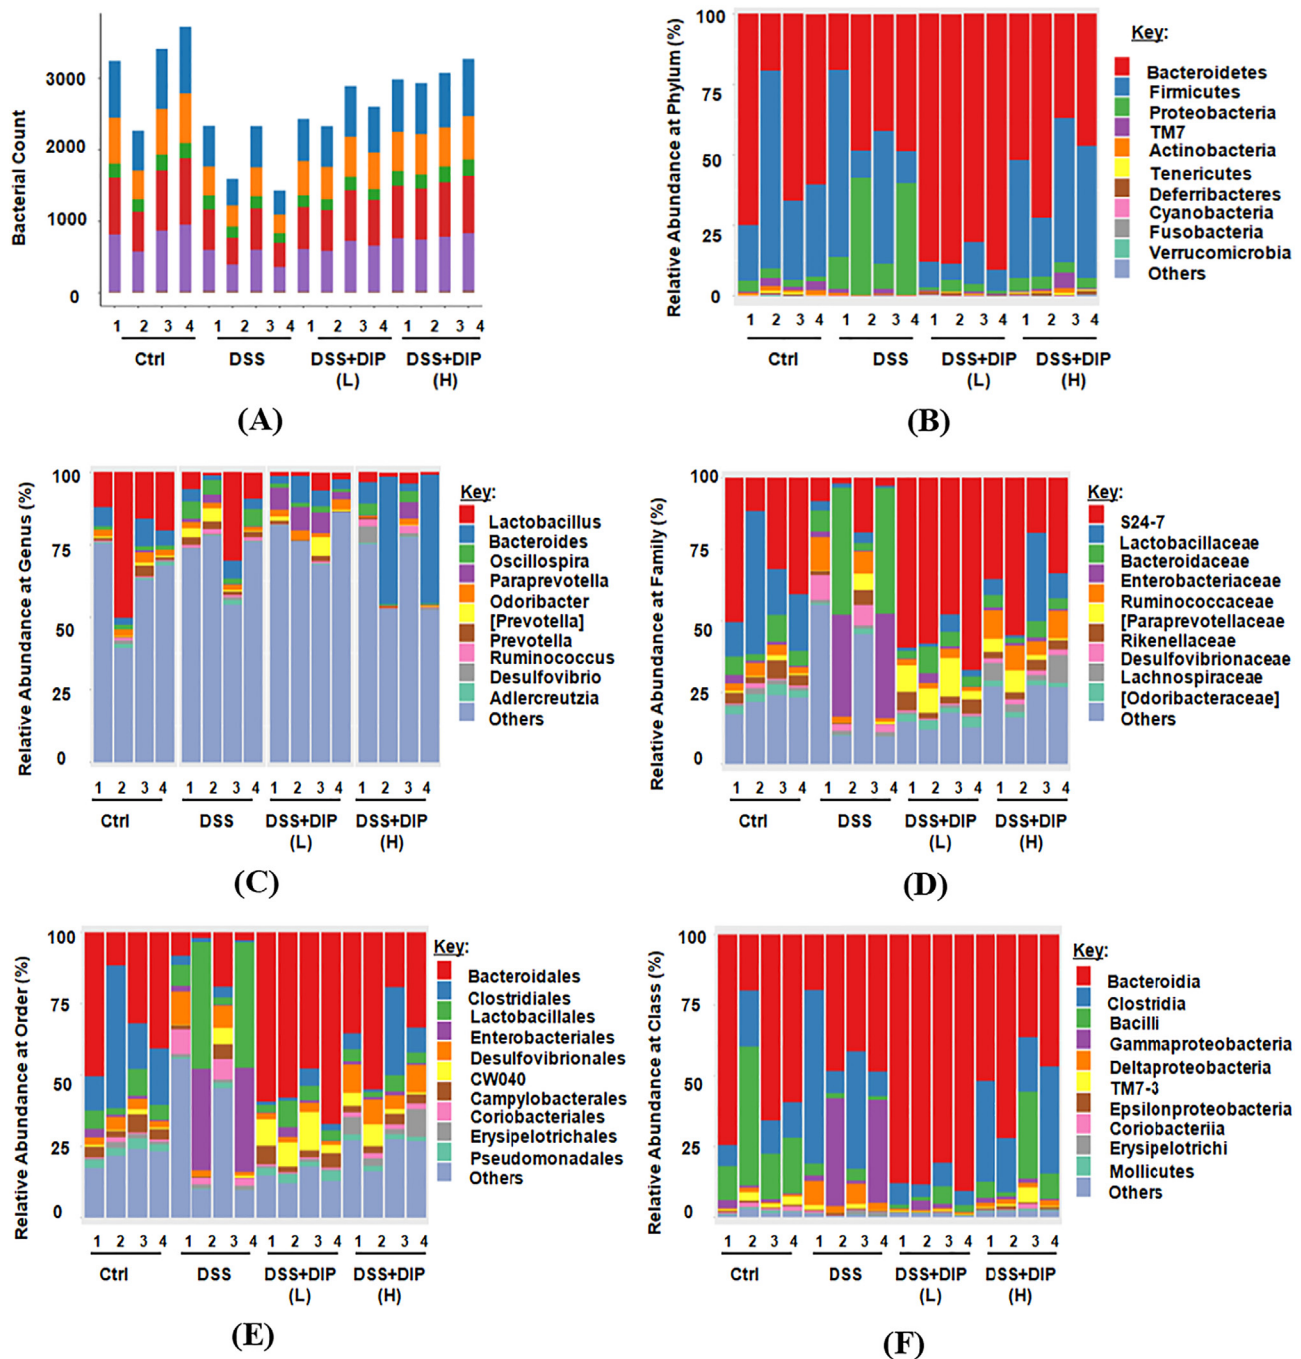 Bacterial Count
3000
2000
1000
0
1 2 3 4 1 2 3 4 1 2 3 4 1 2 3 4
Ctrl DSS DSS+DIP DSS+DIP
(L) (H)
(A)
Relative Abundance at Phylum (%)
100
75
50
25
0
1 2 3 4 1 2 3 4 1 2 3 4 1 2 3 4
Ctrl DSS DSS+DIP DSS+DIP
(L) (H)
Key:
Bacteroidetes
Firmicutes
Proteobacteria
TM7
Actinobacteria
Tenericutes
Deferribacteres
Cyanobacteria
Fusobacteria
Verrucomicrobia
Others
(B)
Relative Abundance at Genus (%)
100
75
50
25
0
1 2 3 4 1 2 3 4 1 2 3 4 1 2 3 4
Ctrl DSS DSS+DIP DSS+DIP
(L) (H)
Key:
Lactobacillus
Bacteroides
Oscillospira
Paraprevotella
Odoribacter
[Prevotella]
Prevotella
Ruminococcus
Desulfovibrio
Adlercreutzia
Others
(C)
Relative Abundance at Family (%)
100
75
50
25
0
1 2 3 4 1 2 3 4 1 2 3 4 1 2 3 4
Ctrl DSS DSS+DIP DSS+DIP
(L) (H)
Key:
S24-7
Lactobacillaceae
Bacteroidaceae
Enterobacteriaceae
Ruminococcaceae
[Paraprevotellaceae
Rikenellaceae
Desulfovibrionaceae
Lachnospiraceae
[Odoribacteraceae]
Others
(D)
Relative Abundance at Order (%)
100
75
50
25
0
1 2 3 4 1 2 3 4 1 2 3 4 1 2 3 4
Ctrl DSS DSS+DIP DSS+DIP
(L) (H)
Key:
Bacteroidales
Clostridiales
Lactobacillales
Enterobacteriales
Desulfovibrionales
CW040
Campylobacterales
Coriobacteriales
Erysipelotrichales
Pseudomonadales
Others
(E)
Relative Abundance at Class (%)
100
75
50
25
0
1 2 3 4 1 2 3 4 1 2 3 4 1 2 3 4
Ctrl DSS DSS+DIP DSS+DIP
(L) (H)
Key:
Bacteroidia
Clostridia
Bacilli
Gammaproteobacteria
Deltaproteobacteria
TM7-3
Epsilonproteobacteria
Coriobacteriia
Erysipelotrichi
Mollicutes
Others
(F)